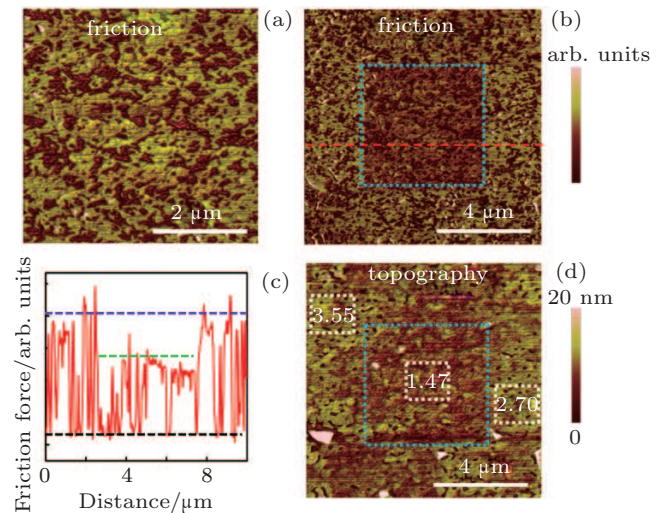 friction
(a)
2 µm
friction
(b)
4 µm
arb. units
(c)
Friction force/arb. units
0
4
8
Distance/µm
topography
(d)
3.55
1.47
2.70
4 µm
20 nm
0